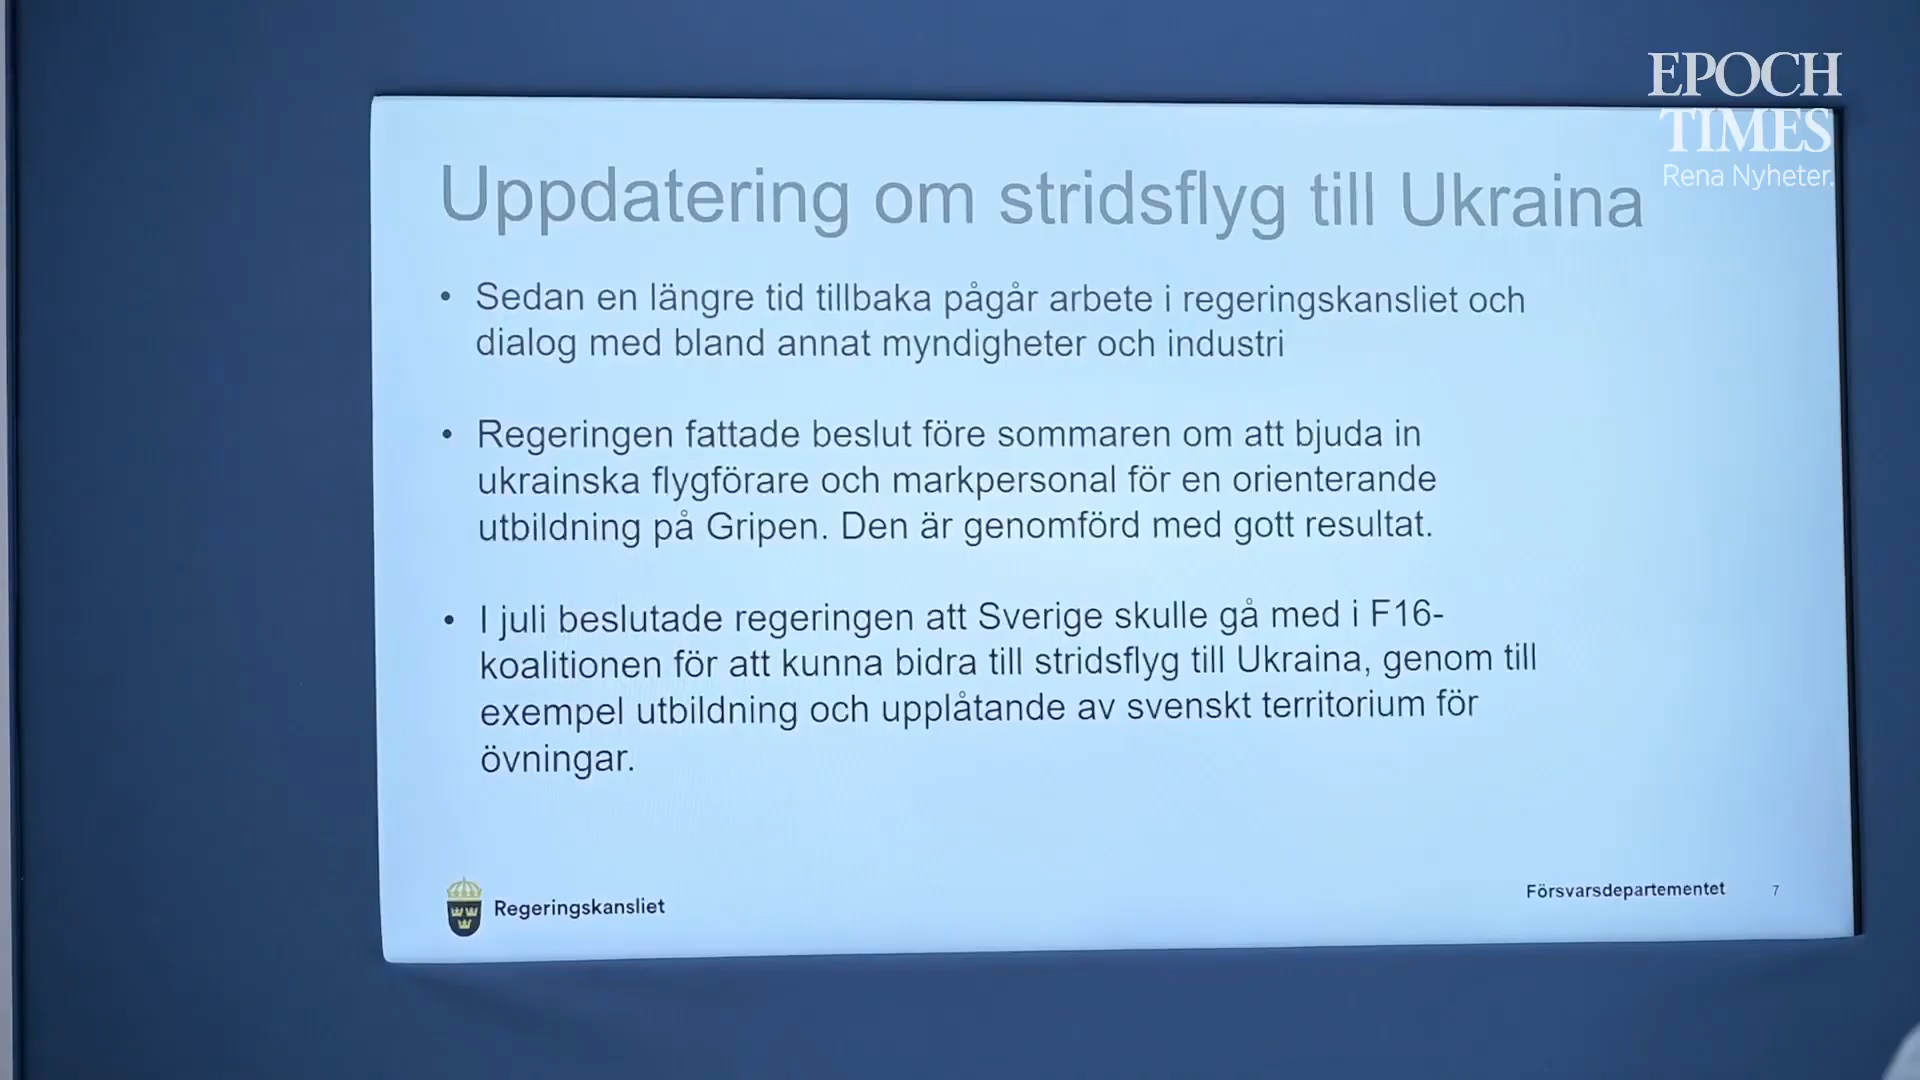 EPOCH
TIMES
Rena Nyheter.
Uppdatering om stridsflyg till Ukraina
• Sedan en längre tid tillbaka pågår arbete i regeringskansliet och
dialog med bland annat myndigheter och industri
• Regeringen fattade beslut före sommaren om att bjuda in
ukrainska flygförare och markpersonal för en orienterande
utbildning på Gripen. Den är genomförd med gott resultat.
• I juli beslutade regeringen att Sverige skulle gå med i F16-
koalitionen för att kunna bidra till stridsflyg till Ukraina, genom till
exempel utbildning och upplåtande av svenskt territorium för
övningar.
Regeringskansliet
Försvarsdepartementet 7